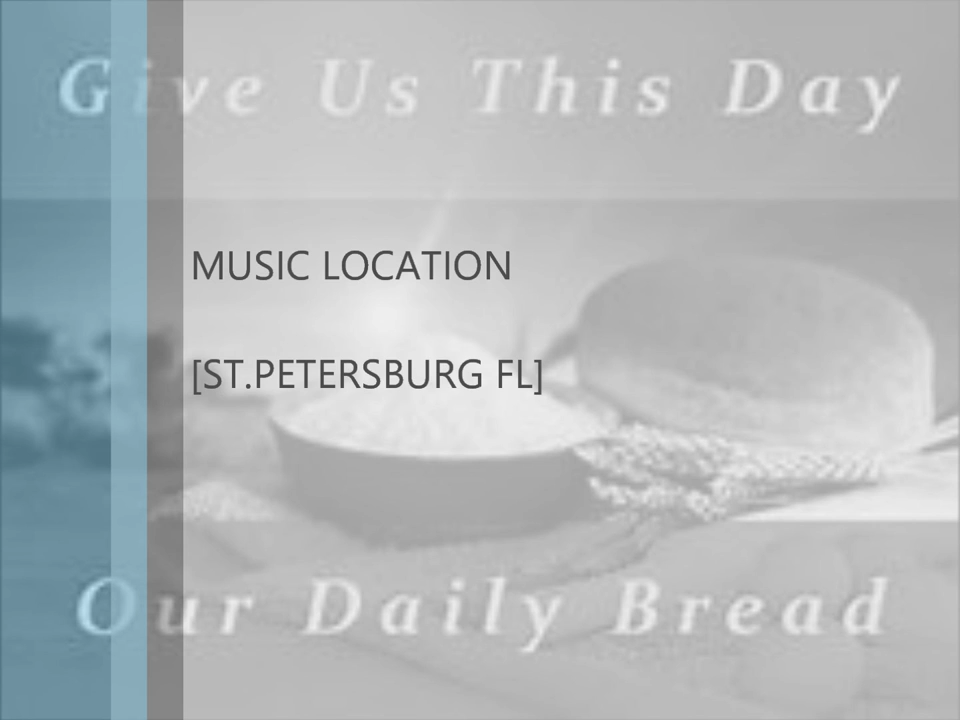 Give Us This Day
MUSIC LOCATION
[ST.PETERSBURG FL]
Our Daily Bread